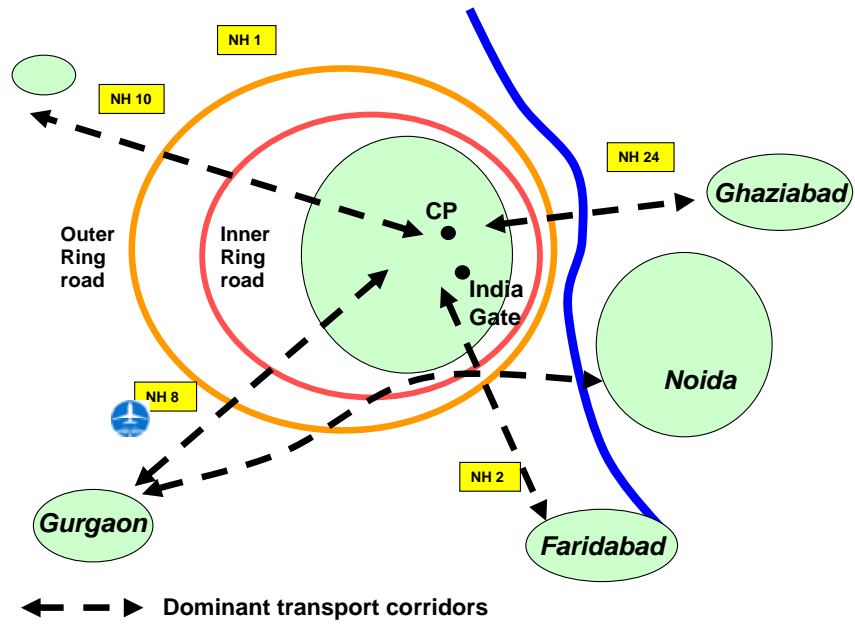 NH 1
NH 10
NH 24
Ghaziabad
CP
Outer
Ring
road
Inner
Ring
road
India
Gate
Noida
NH 8
NH 2
Gurgaon
Faridabad
Dominant transport corridors